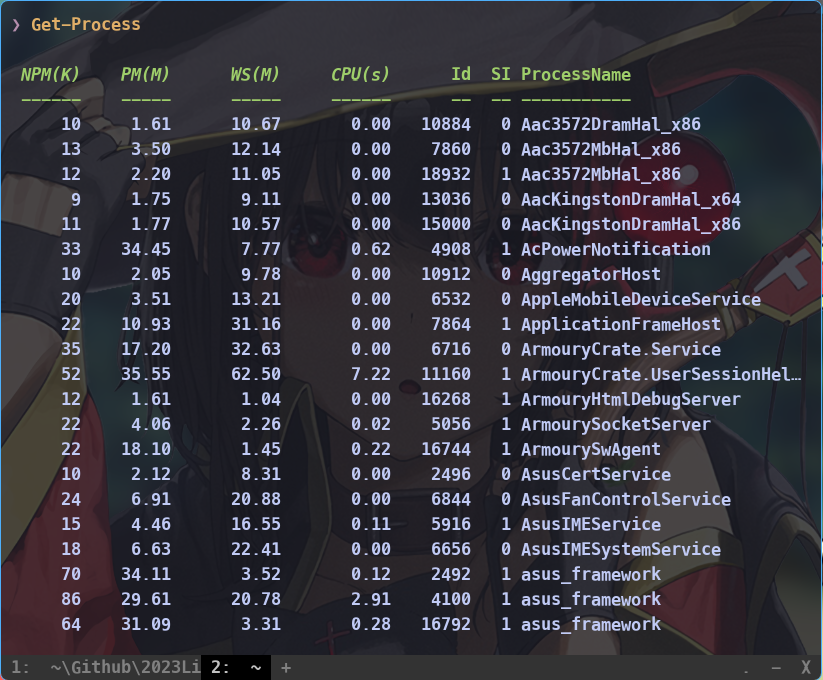 ❯ Get-Process
NPM(K) PM(M) WS(M) CPU(s) Id SI ProcessName
------ ----- ----- ------ -- -- -----------
10 1.61 10.67 0.00 10884 0 Aac3572DramHal_x86
13 3.50 12.14 0.00 7860 0 Aac3572MbHal_x86
12 2.20 11.05 0.00 18932 1 Aac3572MbHal_x86
9 1.75 9.11 0.00 13036 0 AacKingstonDramHal_x64
11 1.77 10.57 0.00 15000 0 AacKingstonDramHal_x86
33 34.45 7.77 0.62 4908 1 AcPowerNotification
10 2.05 9.78 0.00 10912 0 AggregatorHost
20 3.51 13.21 0.00 6532 0 AppleMobileDeviceService
22 10.93 31.16 0.00 7864 1 ApplicationFrameHost
35 17.20 32.63 0.00 6716 0 ArmouryCrate.Service
52 35.55 62.50 7.22 11160 1 ArmouryCrate.UserSessionHel…
12 1.61 1.04 0.00 16268 1 ArmouryHtmlDebugServer
22 4.06 2.26 0.02 5056 1 ArmourySocketServer
22 18.10 1.45 0.22 16744 1 ArmourySwAgent
10 2.12 8.31 0.00 2496 0 AsusCertService
24 6.91 20.88 0.00 6844 0 AsusFanControlService
15 4.46 16.55 0.11 5916 1 AsusIMEService
18 6.63 22.41 0.00 6656 0 AsusIMESystemService
70 34.11 3.52 0.12 2492 1 asus_framework
86 29.61 20.78 2.91 4100 1 asus_framework
64 31.09 3.31 0.28 16792 1 asus_framework
1: ~\Github\2023Li 2: ~ + . − X